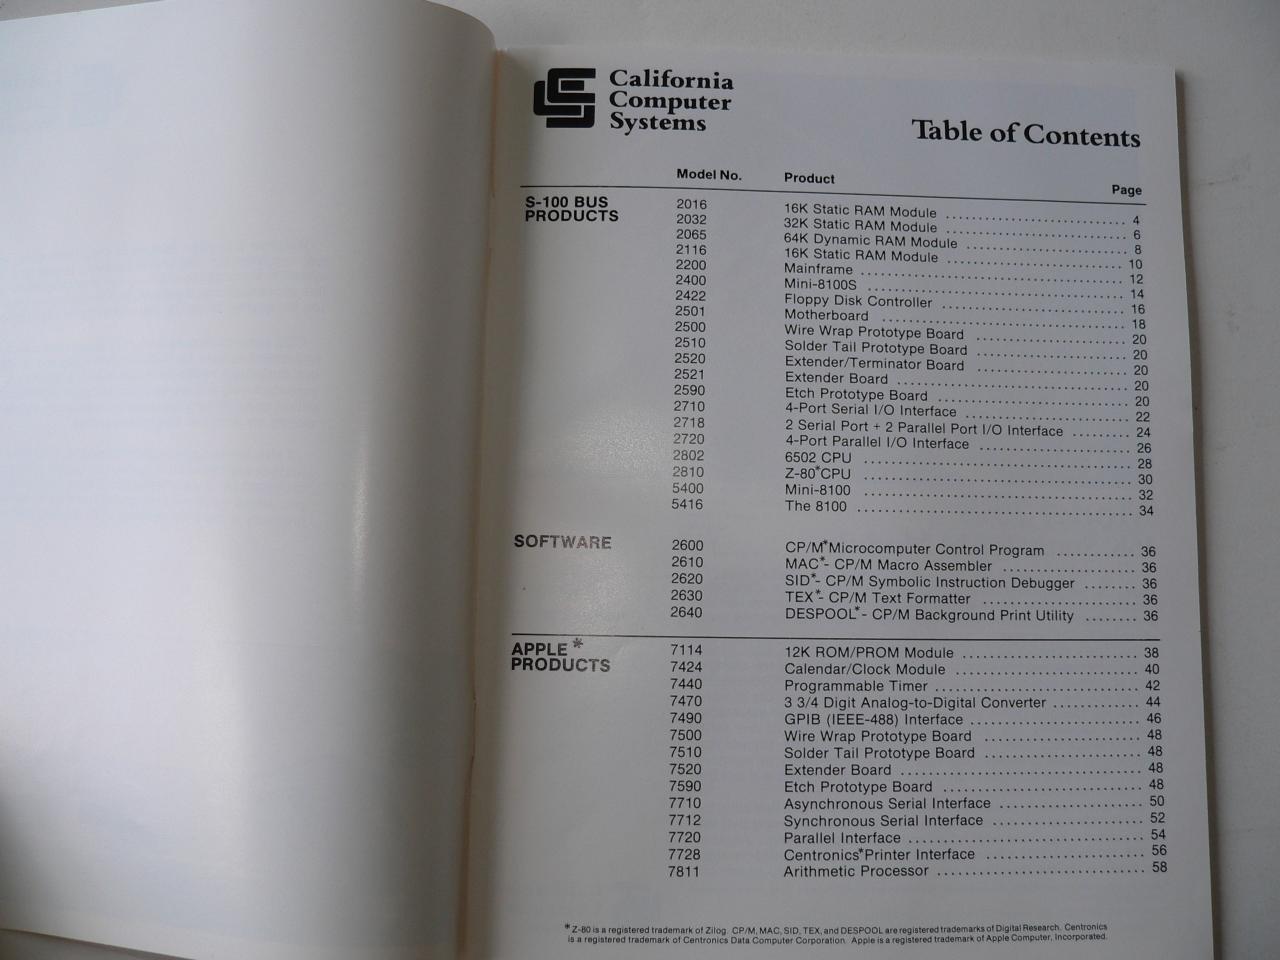 California
Computer
Systems
Table of Contents
Model No. Product Page
S-100 BUS
PRODUCTS
2016 16K Static RAM Module 4
2032 32K Static RAM Module 6
2065 64K Dynamic RAM Module 8
2116 16K Static RAM Module 10
2200 Mainframe 12
2400 Mini-8100S 14
2422 Floppy Disk Controller 16
2501 Motherboard 18
2500 Wire Wrap Prototype Board 20
2510 Solder Tail Prototype Board 20
2520 Extender/Terminator Board 20
2521 Extender Board 20
2590 Etch Prototype Board 20
2710 4-Port Serial I/O Interface 22
2718 2 Serial Port + 2 Parallel Port I/O Interface 24
2720 4-Port Parallel I/O Interface 26
2802 6502 CPU 28
2810 Z-80*CPU 30
5400 Mini-8100 32
5416 The 8100 34
SOFTWARE
2600 CP/M*Microcomputer Control Program 36
2610 MAC*- CP/M Macro Assembler 36
2620 SID*- CP/M Symbolic Instruction Debugger 36
2630 TEX*- CP/M Text Formatter 36
2640 DESPOOL*- CP/M Background Print Utility 36
APPLE*
PRODUCTS
7114 12K ROM/PROM Module 38
7424 Calendar/Clock Module 40
7440 Programmable Timer 42
7470 3 3/4 Digit Analog-to-Digital Converter 44
7490 GPIB (IEEE-488) Interface 46
7500 Wire Wrap Prototype Board 48
7510 Solder Tail Prototype Board 48
7520 Extender Board 48
7590 Etch Prototype Board 48
7710 Asynchronous Serial Interface 50
7712 Synchronous Serial Interface 52
7720 Parallel Interface 54
7728 Centronics*Printer Interface 56
7811 Arithmetic Processor 58
* Z-80 is a registered trademark of Zilog. CP/M, MAC, SID, TEX, and DESPOOL are registered trademarks of Digital Research. Centronics
is a registered trademark of Centronics Data Computer Corporation. Apple is a registered trademark of Apple Computer, Incorporated.